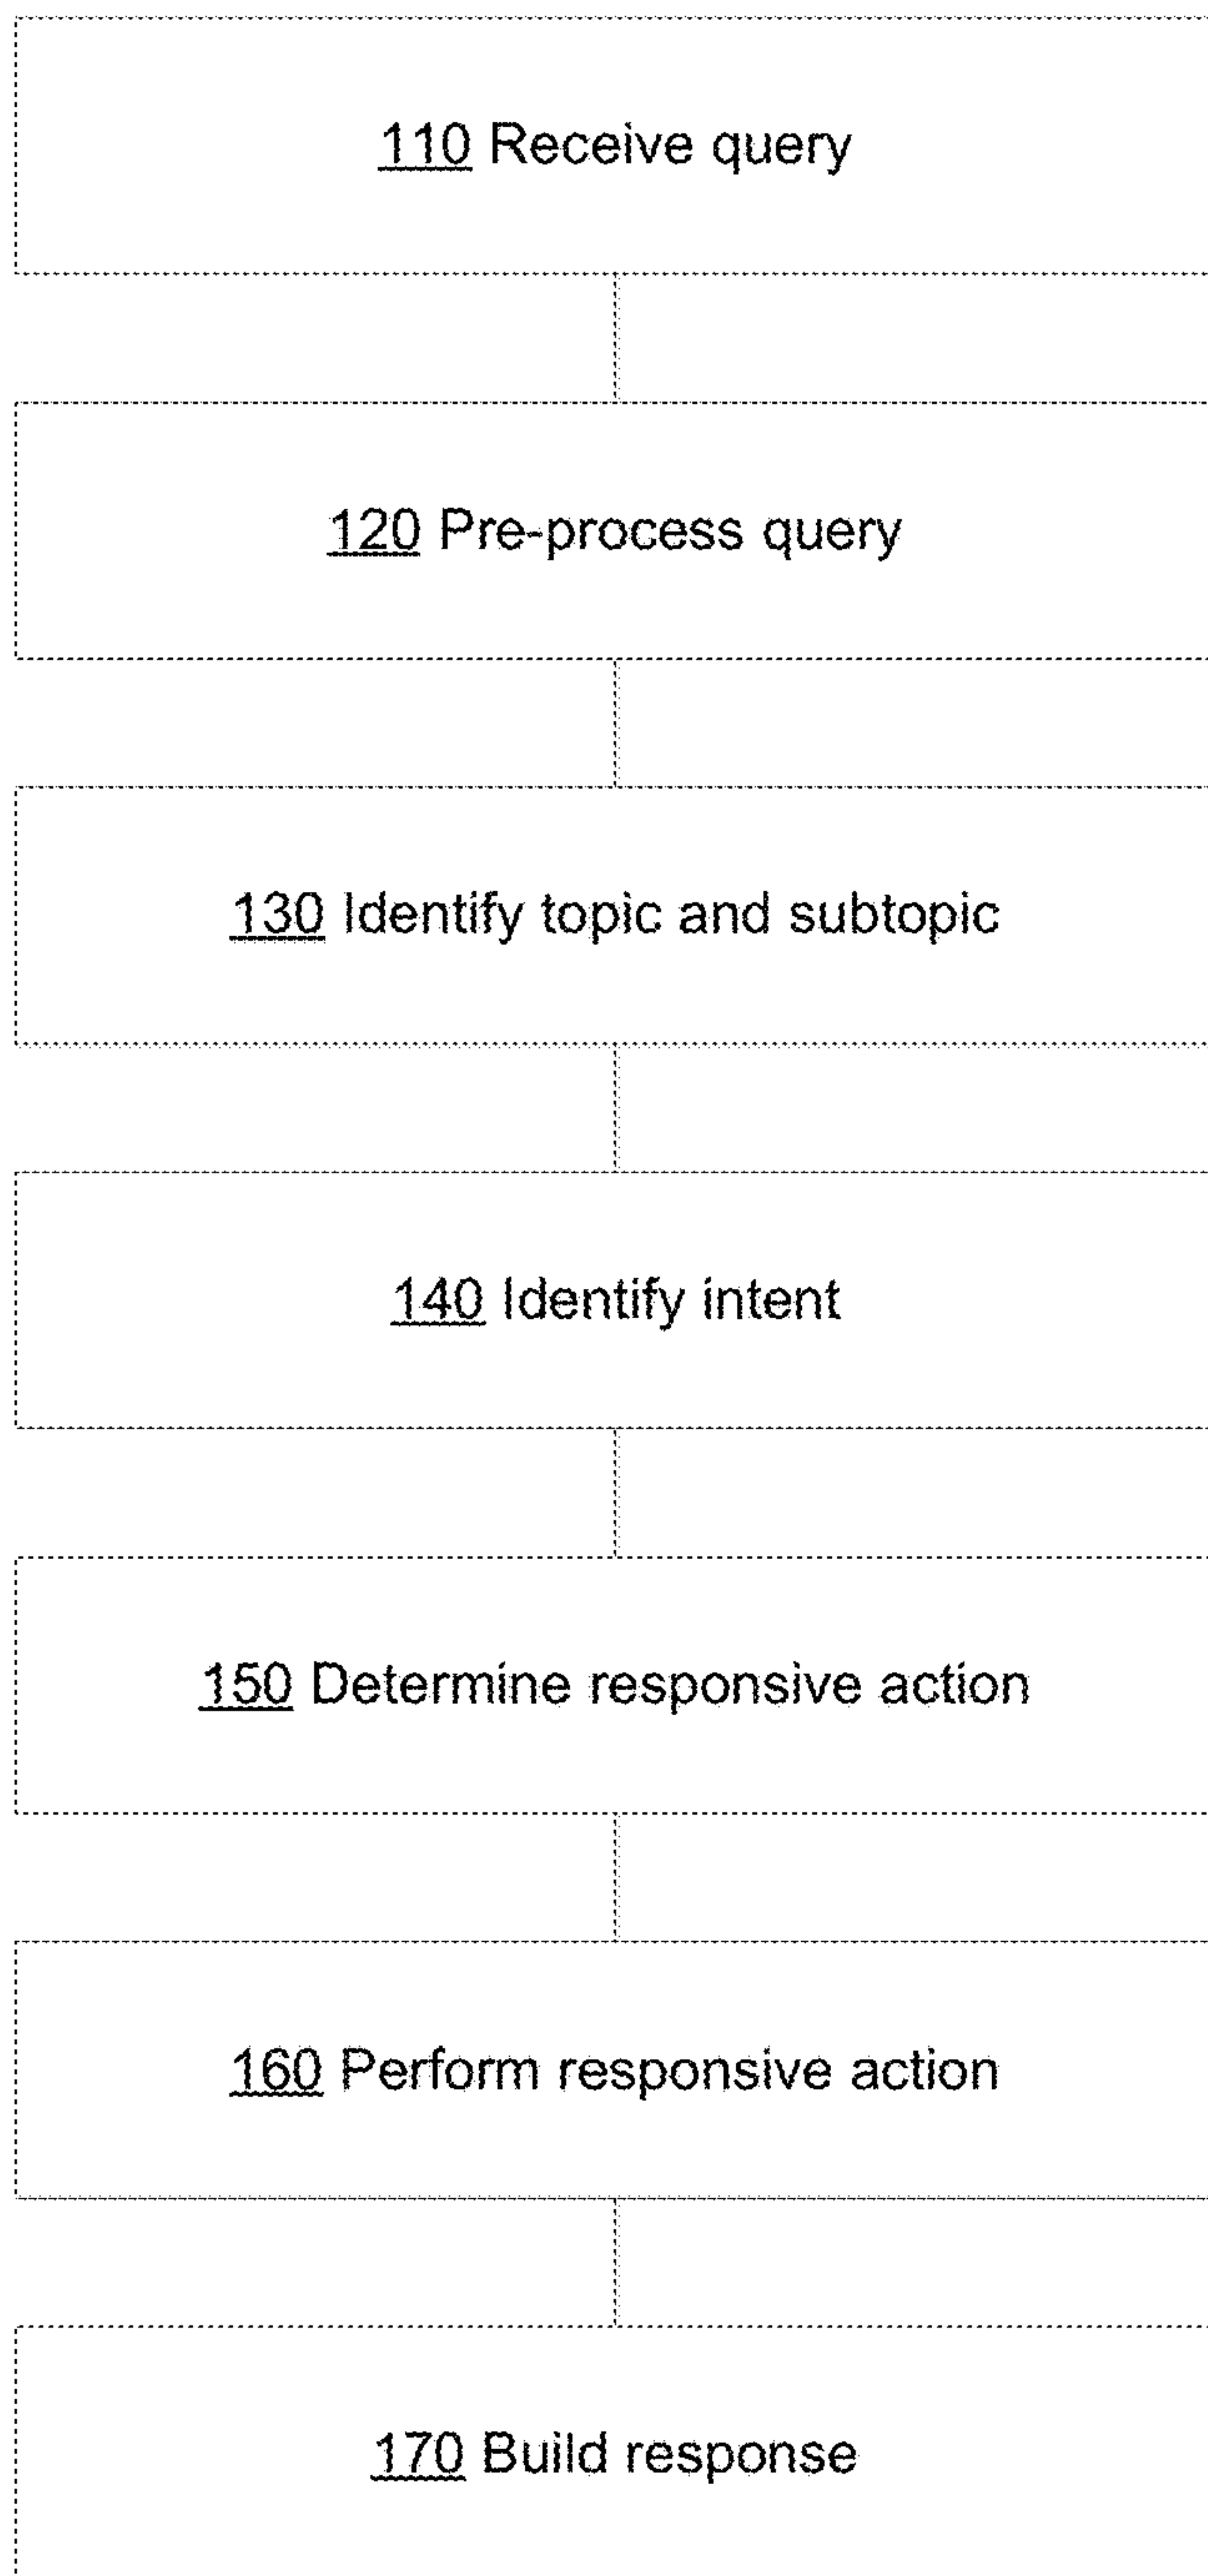 110 Receive query
120 Pre-process query
130 Identify topic and subtopic
140 Identify intent
150 Determine responsive action
160 Perform responsive action
170 Build response